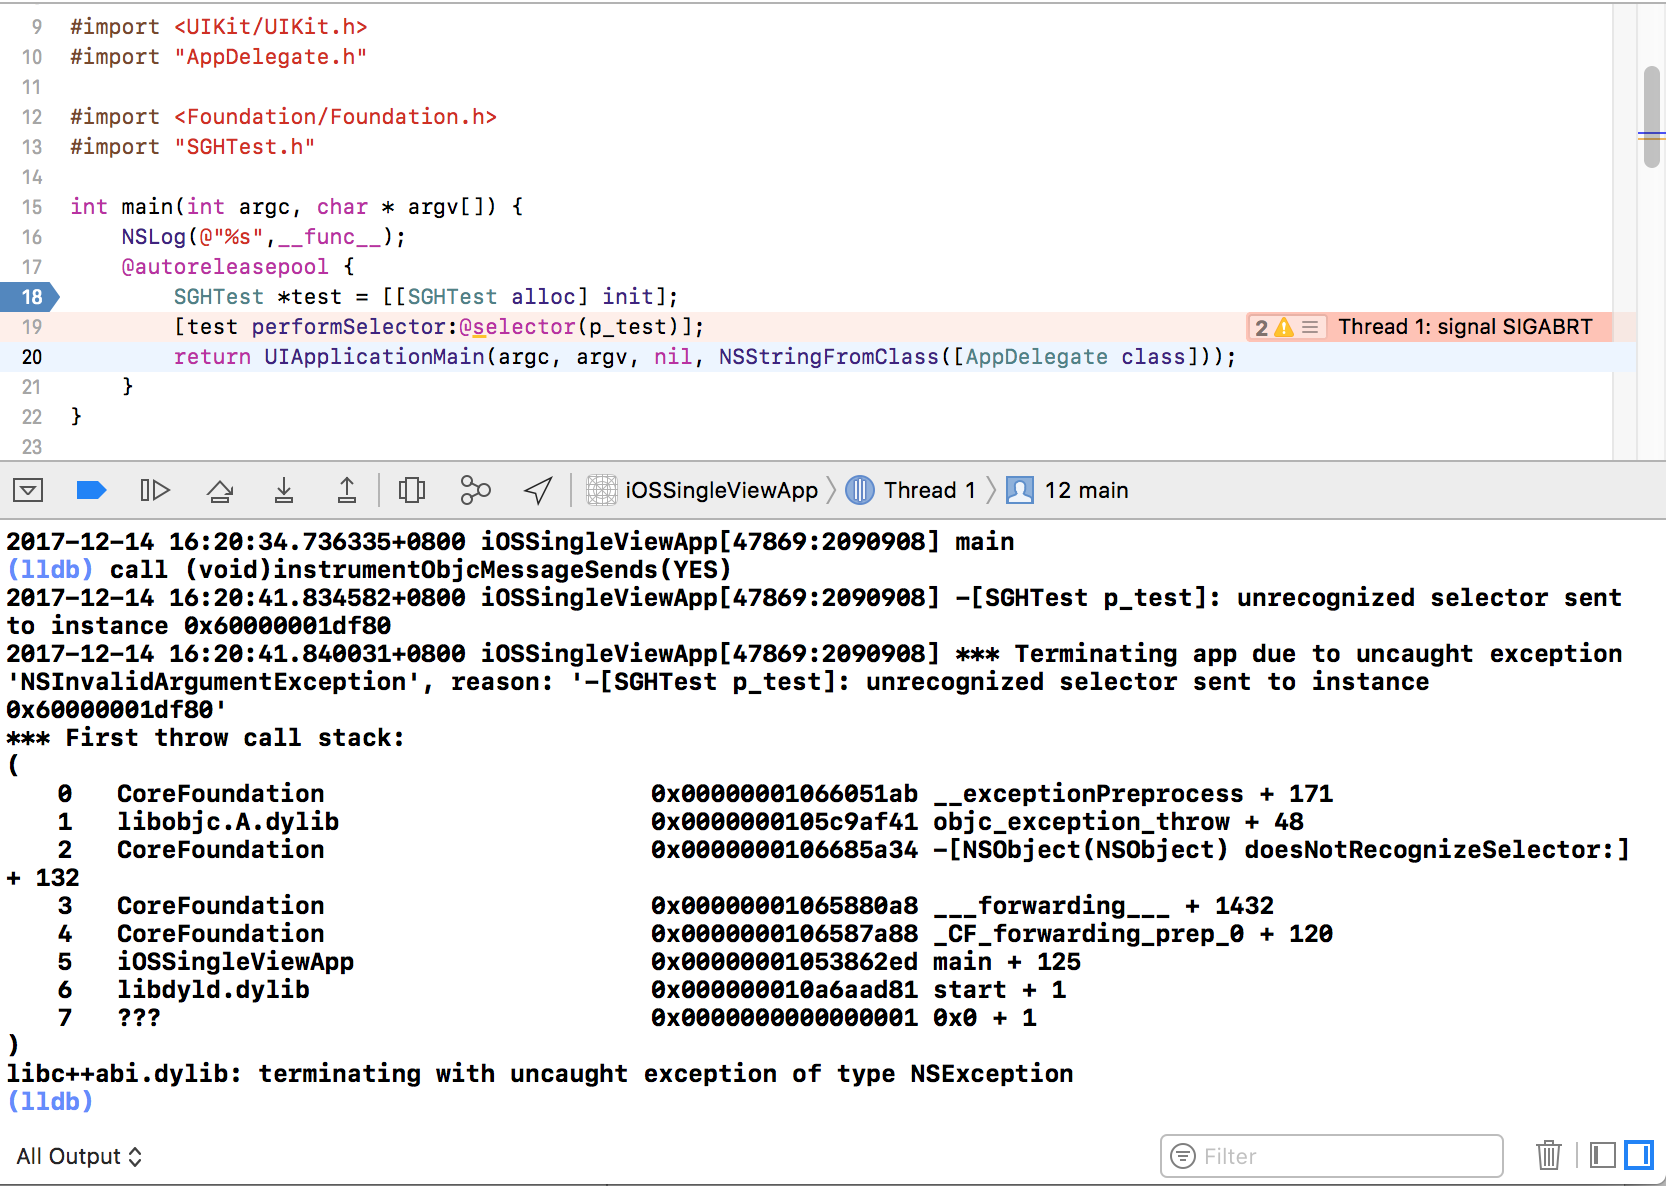 9 #import <UIKit/UIKit.h>
10 #import "AppDelegate.h"
11
12 #import <Foundation/Foundation.h>
13 #import "SGHTest.h"
14
15 int main(int argc, char * argv[]) {
16 NSLog(@"%s",__func__);
17 @autoreleasepool {
18 SGHTest *test = [[SGHTest alloc] init];
19 [test performSelector:@selector(p_test)]; 2 Thread 1: signal SIGABRT
20 return UIApplicationMain(argc, argv, nil, NSStringFromClass([AppDelegate class]));
21 }
22 }
23
iOSSingleViewApp Thread 1 12 main
2017-12-14 16:20:34.736335+0800 iOSSingleViewApp[47869:2090908] main
(lldb) call (void)instrumentObjcMessageSends(YES)
2017-12-14 16:20:41.834582+0800 iOSSingleViewApp[47869:2090908] -[SGHTest p_test]: unrecognized selector sent
to instance 0x60000001df80
2017-12-14 16:20:41.840031+0800 iOSSingleViewApp[47869:2090908] *** Terminating app due to uncaught exception
'NSInvalidArgumentException', reason: '-[SGHTest p_test]: unrecognized selector sent to instance
0x60000001df80'
*** First throw call stack:
(
0 CoreFoundation 0x00000001066051ab __exceptionPreprocess + 171
1 libobjc.A.dylib 0x0000000105c9af41 objc_exception_throw + 48
2 CoreFoundation 0x0000000106685a34 -[NSObject(NSObject) doesNotRecognizeSelector:]
+ 132
3 CoreFoundation 0x00000001065880a8 ___forwarding___ + 1432
4 CoreFoundation 0x0000000106587a88 _CF_forwarding_prep_0 + 120
5 iOSSingleViewApp 0x00000001053862ed main + 125
6 libdyld.dylib 0x000000010a6aad81 start + 1
7 ??? 0x0000000000000001 0x0 + 1
)
libc++abi.dylib: terminating with uncaught exception of type NSException
(lldb)
All Output Filter